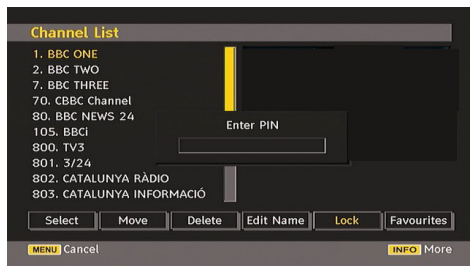 Channel List
1. BBC ONE
2. BBC TWO
7. BBC THREE
70. CBBC Channel
80. BBC NEWS 24
105. BBCi
800. TV3
801. 3/24
802. CATALUNYA RÀDIO
803. CATALUNYA INFORMACIÓ
Enter PIN
Select Move Delete Edit Name Lock Favourites
MENU Cancel INFO More